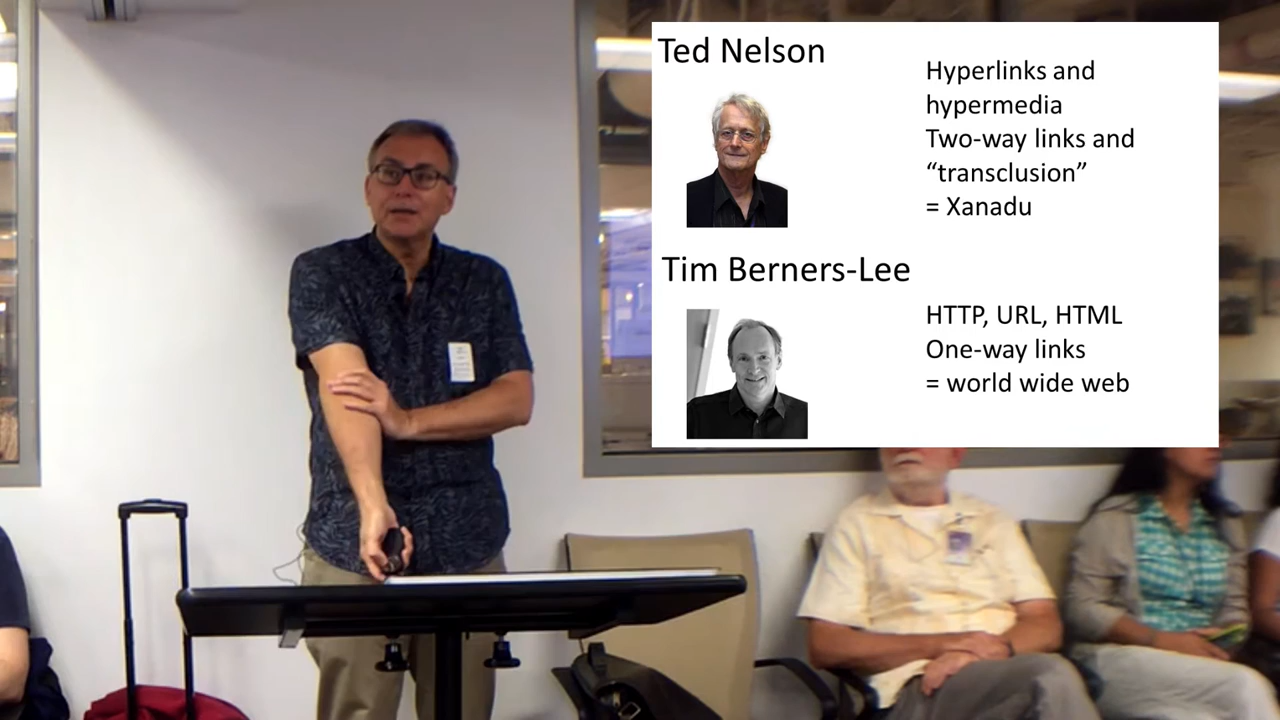 Ted Nelson
Hyperlinks and
hypermedia
Two-way links and
“transclusion”
= Xanadu
Tim Berners-Lee
HTTP, URL, HTML
One-way links
= world wide web